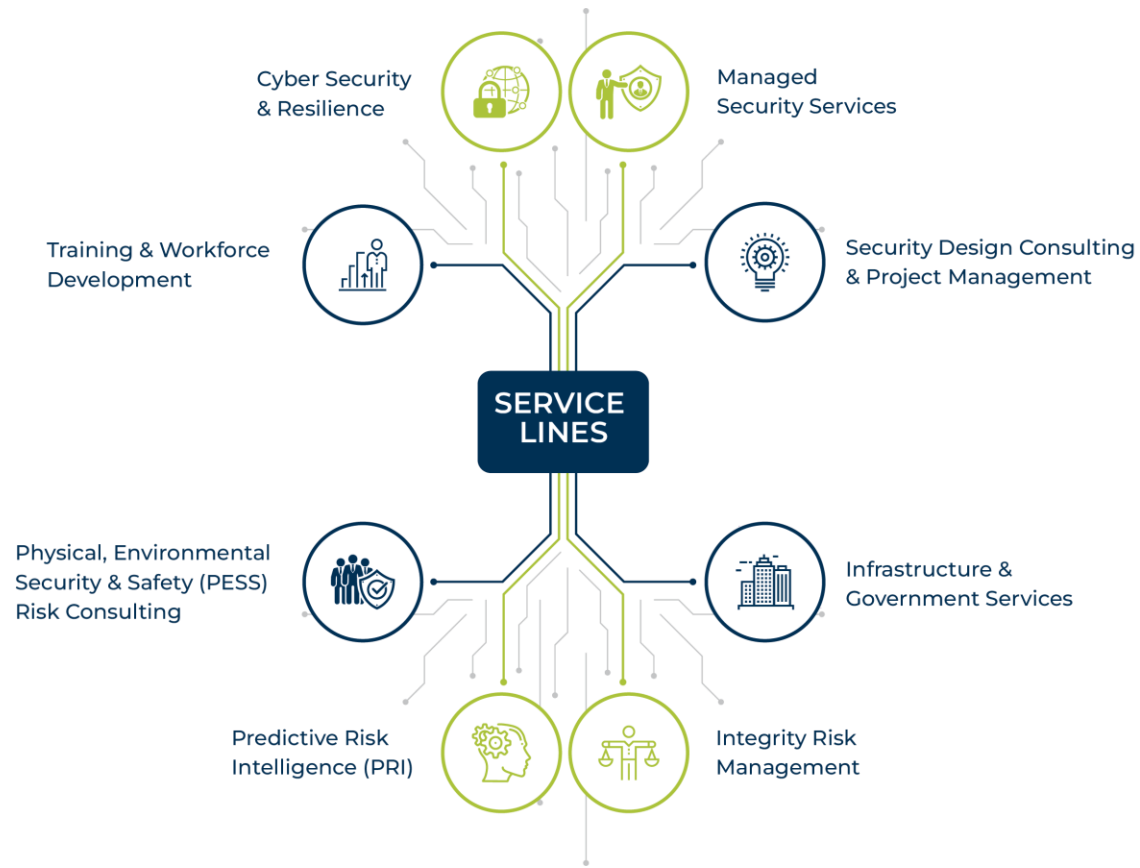 Cyber Security
& Resilience
Managed
Security Services
Training & Workforce
Development
Security Design Consulting
& Project Management
SERVICE
LINES
Physical, Environmental
Security & Safety (PESS)
Risk Consulting
Infrastructure &
Government Services
Predictive Risk
Intelligence (PRI)
Integrity Risk
Management